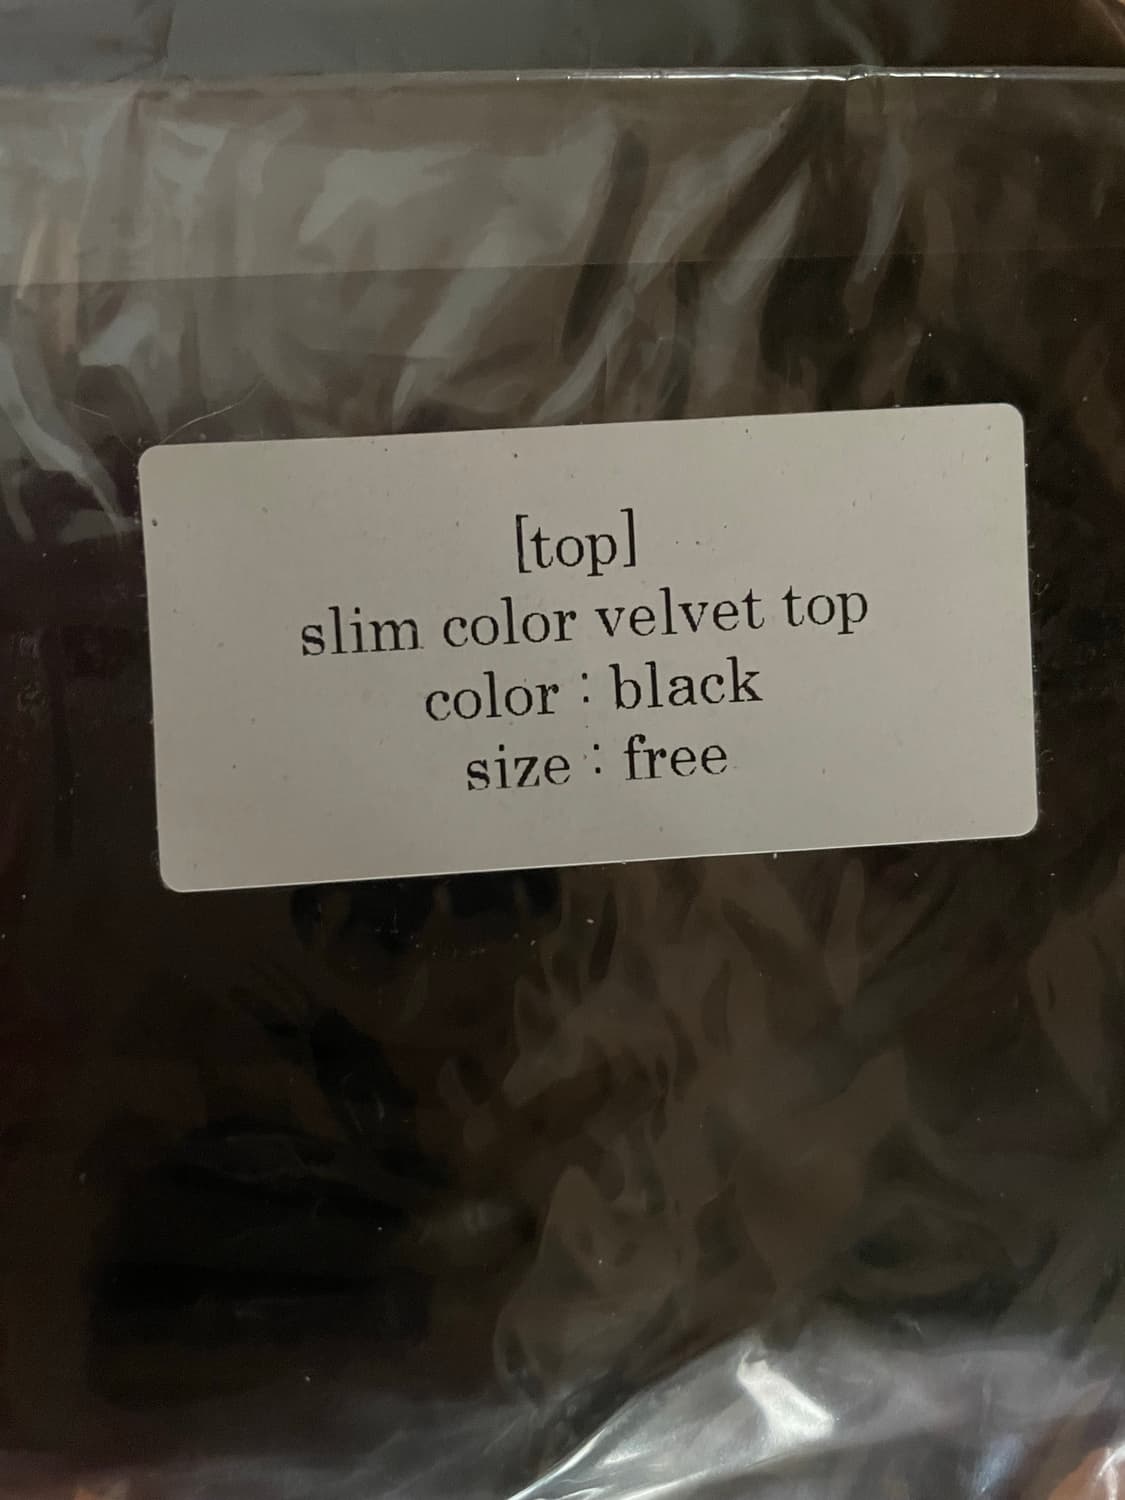 [top]
slim color velvet top
color : black
size : free